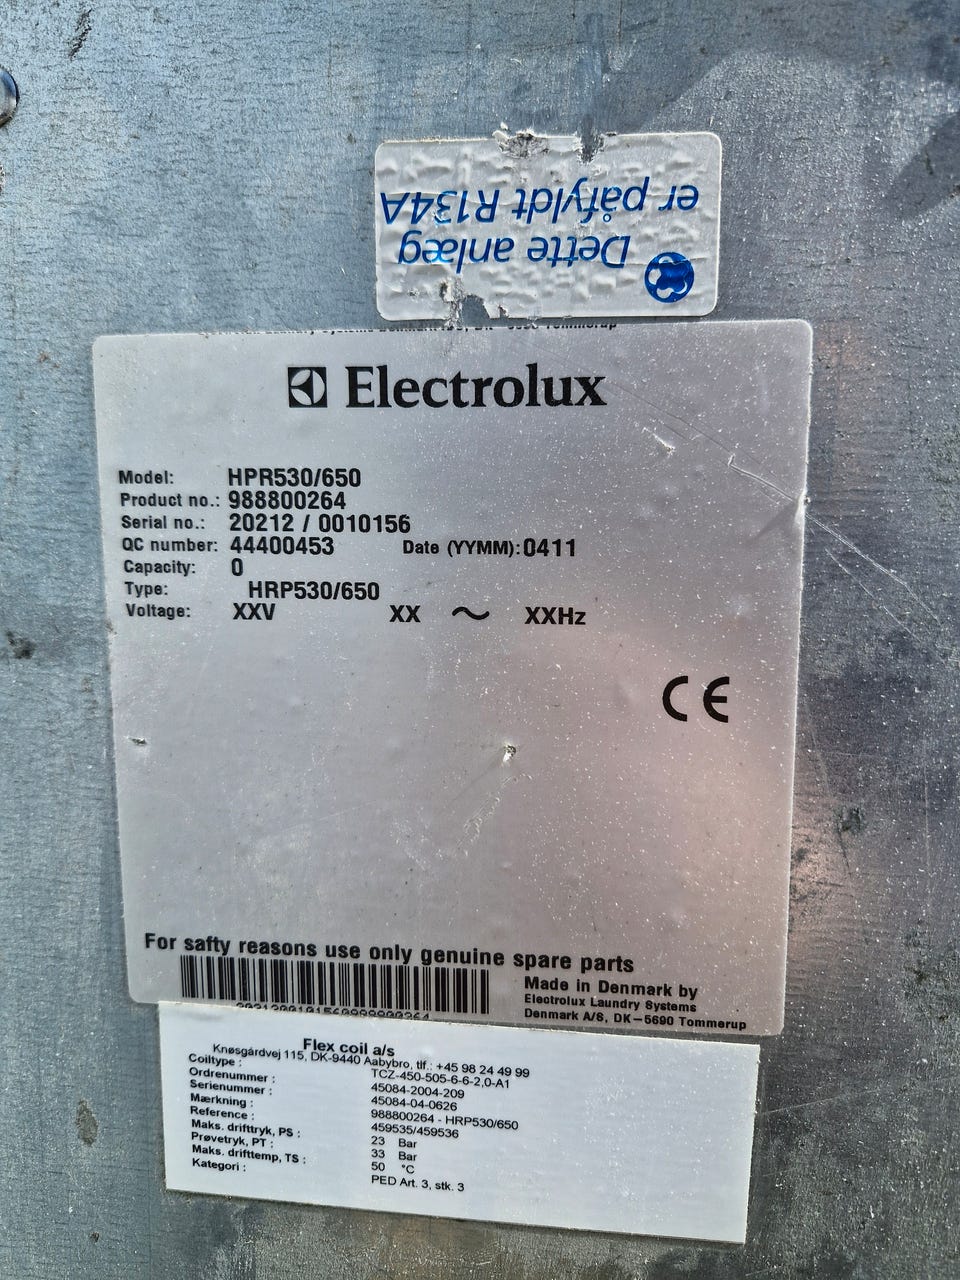 Dette anlæg
er påfyldt R134A
Tommerup
Electrolux
Model: HPR530/650
Product no.: 988800264
Serial no.: 20212 / 0010156
QC number: 44400453 Date (YYMM): 0411
Capacity: 0
Type: HRP530/650
Voltage: XXV XX ~ XXHz
CE
For safty reasons use only genuine spare parts
Made in Denmark by
Electrolux Laundry Systems
Denmark A/S, DK-5690 Tommerup
Flex coil a/s
Knøsgårdvej 115, DK-9440 Aabybro, tlf.: +45 98 24 49 99
Coiltype : TCZ-450-505-6-6-2,0-A1
Ordrenummer : 45084-2004-209
Serienummer : 45084-04-0626
Mærkning : 988800264 - HRP530/650
Reference : 459535/459536
Maks. drifttryk, PS : 23 Bar
Prøvetryk, PT : 33 Bar
Maks. drifttemp, TS : 50 °C
Kategori : PED Art. 3, stk. 3